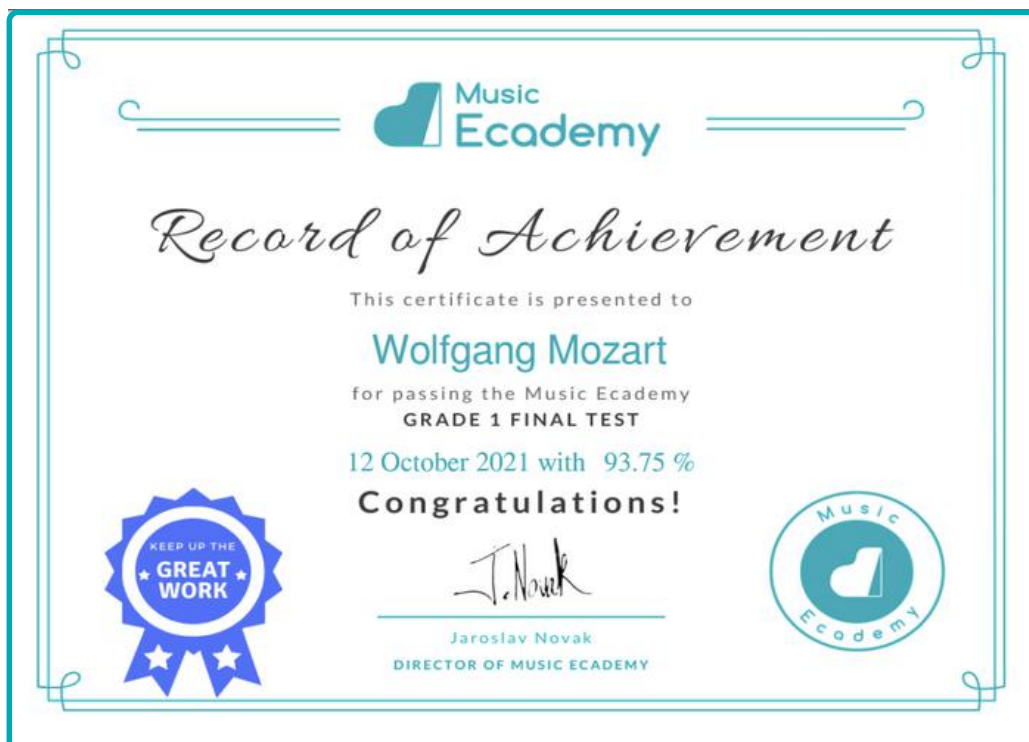 Music
Ecademy
Record of Achievement
This certificate is presented to
Wolfgang Mozart
for passing the Music Ecademy
GRADE 1 FINAL TEST
12 October 2021 with 93.75 %
Congratulations!
KEEP UP THE
GREAT
WORK
J. Novak
Jaroslav Novak
DIRECTOR OF MUSIC ECADEMY
Music
Ecademy